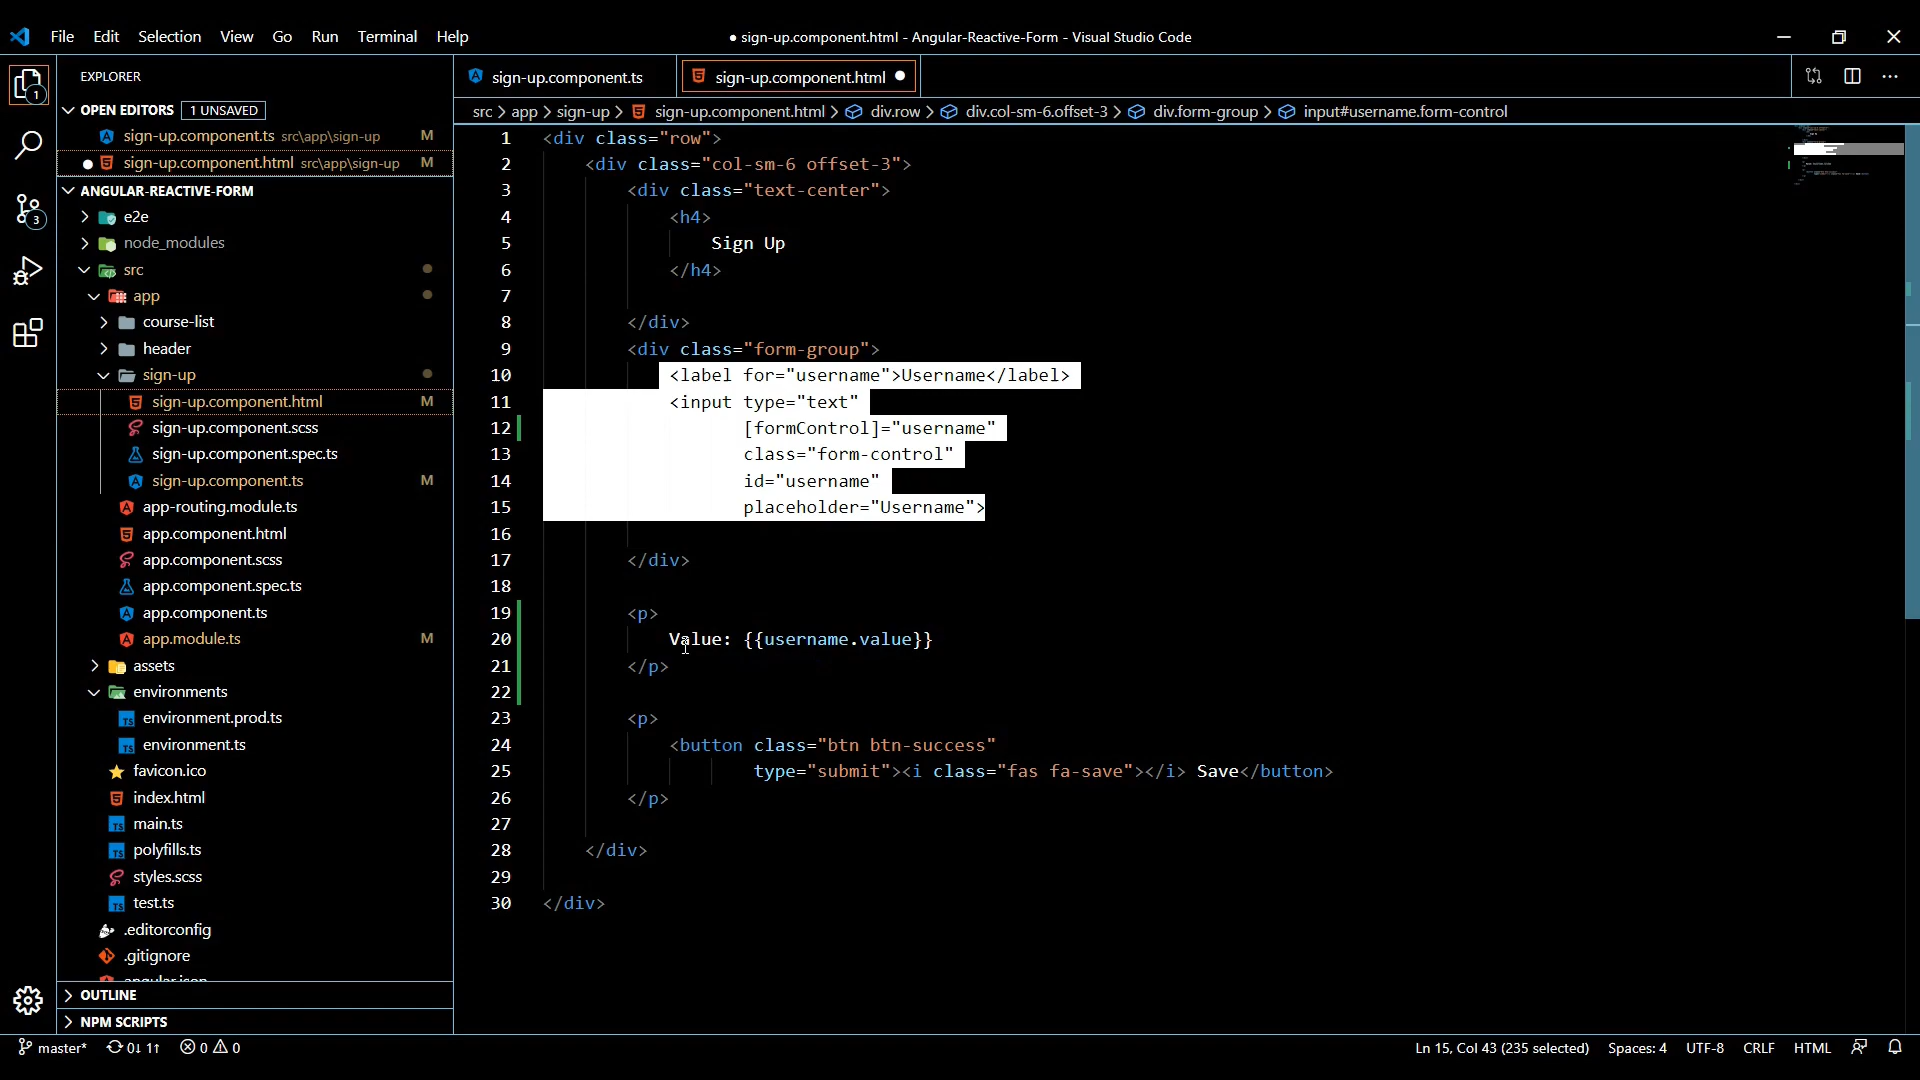 File Edit Selection View Go Run Terminal Help
● sign-up.component.html - Angular-Reactive-Form - Visual Studio Code
EXPLORER
OPEN EDITORS 1 UNSAVED
sign-up.component.ts src\app\sign-up M
sign-up.component.html src\app\sign-up M
ANGULAR-REACTIVE-FORM
e2e
node_modules
src
app
course-list
header
sign-up
sign-up.component.html M
sign-up.component.scss
sign-up.component.spec.ts
sign-up.component.ts M
app-routing.module.ts
app.component.html
app.component.scss
app.component.spec.ts
app.component.ts
app.module.ts M
assets
environments
environment.prod.ts
environment.ts
favicon.ico
index.html
main.ts
polyfills.ts
styles.scss
test.ts
.editorconfig
.gitignore
angular.json
OUTLINE
NPM SCRIPTS
1
3
sign-up.component.ts
sign-up.component.html
src > app > sign-up > sign-up.component.html > div.row > div.col-sm-6.offset-3 > div.form-group > input#username.form-control
1 <div class="row">
2 <div class="col-sm-6 offset-3">
3 <div class="text-center">
4 <h4>
5 Sign Up
6 </h4>
7
8 </div>
9 <div class="form-group">
10 <label for="username">Username</label>
11 <input type="text"
12 [formControl]="username"
13 class="form-control"
14 id="username"
15 placeholder="Username">
16
17 </div>
18
19 <p>
20 Value: {{username.value}}
21 </p>
22
23 <p>
24 <button class="btn btn-success"
25 type="submit"><i class="fas fa-save"></i> Save</button>
26 </p>
27
28 </div>
29
30 </div>
master* 0↓ 1↑ 0 0
Ln 15, Col 43 (235 selected) Spaces: 4 UTF-8 CRLF HTML